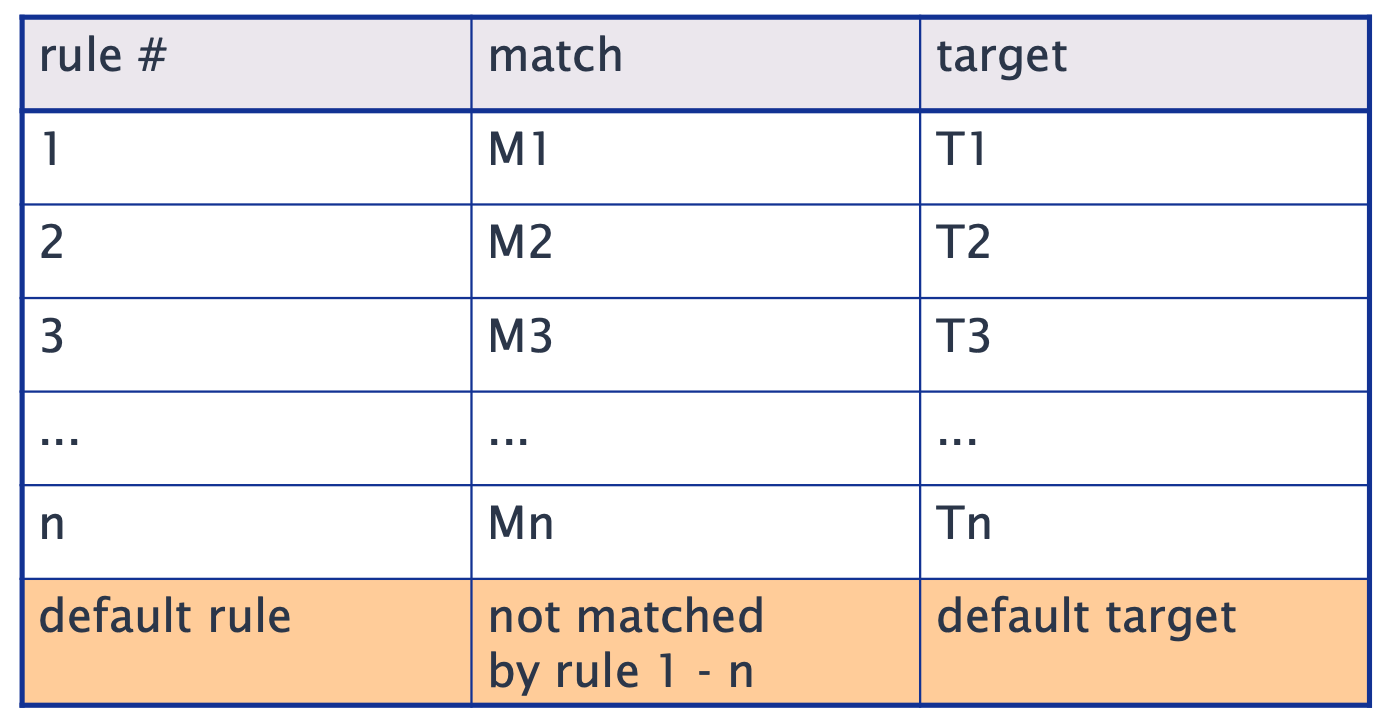 rule # match target
1 M1 T1
2 M2 T2
3 M3 T3
... ... ...
n Mn Tn
default rule not matched default target
by rule 1 - n